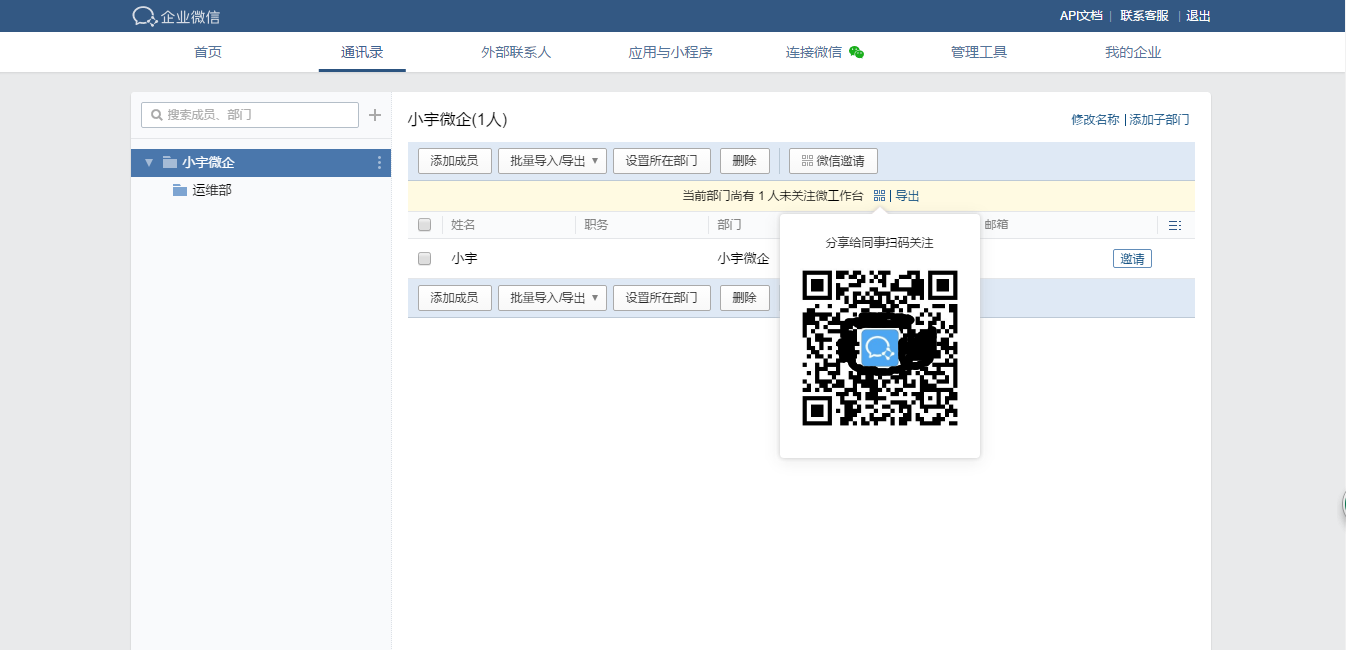 企业微信
API文档 | 联系客服 | 退出
首页 通讯录 外部联系人 应用与小程序 连接微信 管理工具 我的企业
搜索成员、部门
小宇微企
运维部
小宇微企(1人)
修改名称 | 添加子部门
添加成员 批量导入/导出 设置所在部门 删除 微信邀请
当前部门尚有 1 人未关注微工作台 | 导出
姓名 职务 部门 邮箱
小宇 小宇微企 邀请
添加成员 批量导入/导出 设置所在部门 删除
分享给同事扫码关注